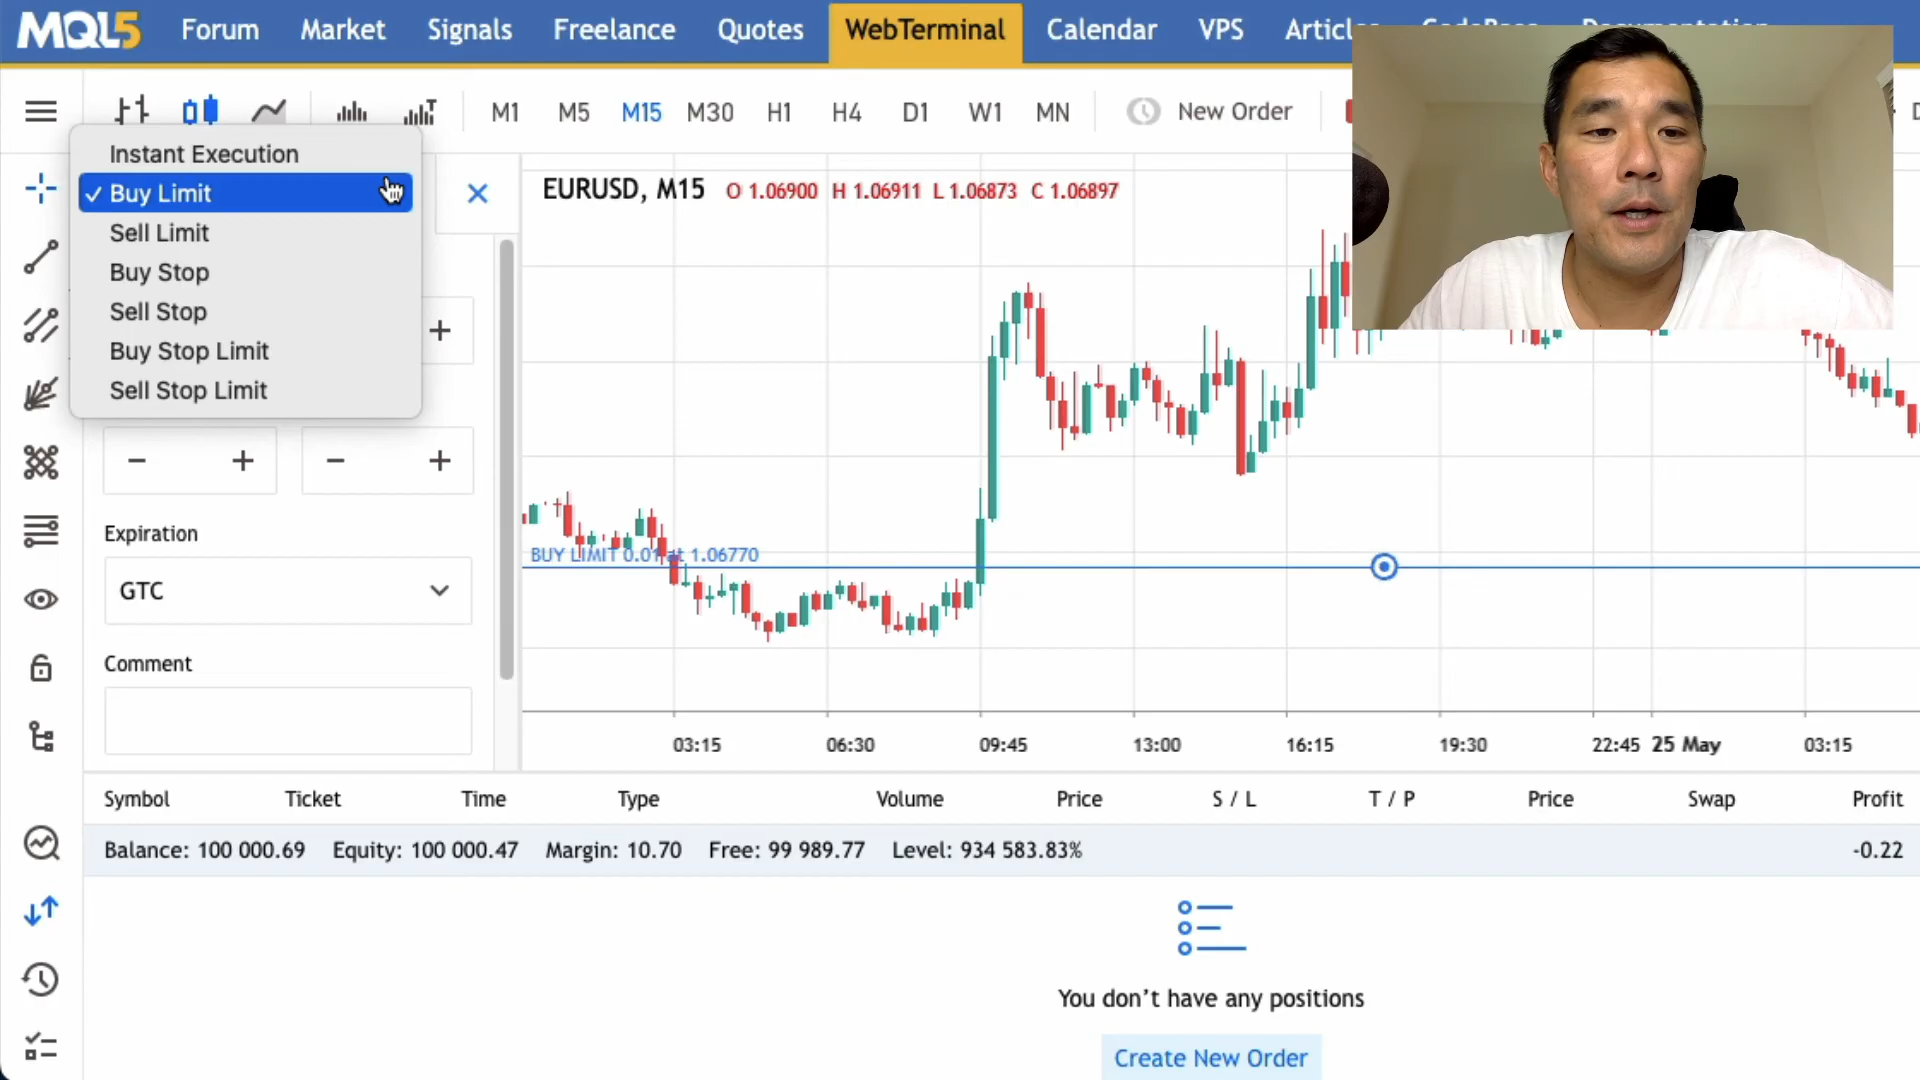 MQL5 Forum Market Signals Freelance Quotes WebTerminal Calendar VPS
M1 M5 M15 M30 H1 H4 D1 W1 MN New Order
Instant Execution
✓ Buy Limit
Sell Limit
Buy Stop
Sell Stop
Buy Stop Limit
Sell Stop Limit
EURUSD, M15 O 1.06900 H 1.06911 L 1.06873 C 1.06897
− + − +
Expiration
GTC
Comment
BUY LIMIT 0.01 at 1.06770
03:15 06:30 09:45 13:00 16:15 19:30 22:45 25 May 03:15
Symbol Ticket Time Type Volume Price S / L T / P Price Swap Profit
Balance: 100 000.69 Equity: 100 000.47 Margin: 10.70 Free: 99 989.77 Level: 934 583.83% -0.22
You don't have any positions
Create New Order